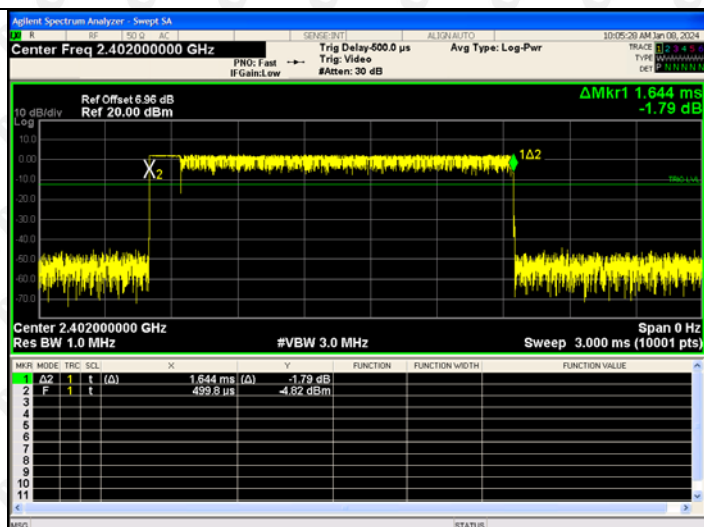 Agilent Spectrum Analyzer - Swept SA
R RF 50 Ω AC SENSE:INT ALIGN AUTO 10:05:28 AM Jan 08, 2024
Center Freq 2.402000000 GHz
PNO: Fast
IFGain:Low
Trig Delay-500.0 µs
Trig: Video
#Atten: 30 dB
Avg Type: Log-Pwr
TRACE 1 2 3 4 5 6
TYPE
DET P N N N N N
ΔMkr1 1.644 ms
-1.79 dB
Ref Offset 6.96 dB
10 dB/div Ref 20.00 dBm
Log
10.0
0.00
-10.0
-20.0
-30.0
-40.0
-50.0
-60.0
-70.0
X2
1Δ2
TRIG LVL
Center 2.402000000 GHz Span 0 Hz
Res BW 1.0 MHz #VBW 3.0 MHz Sweep 3.000 ms (10001 pts)
MKR MODE TRC SCL X Y FUNCTION FUNCTION WIDTH FUNCTION VALUE
1 Δ2 1 t (Δ) 1.644 ms (Δ) -1.79 dB
2 F 1 t 499.8 µs -4.82 dBm
3
4
5
6
7
8
9
10
11
MSG STATUS